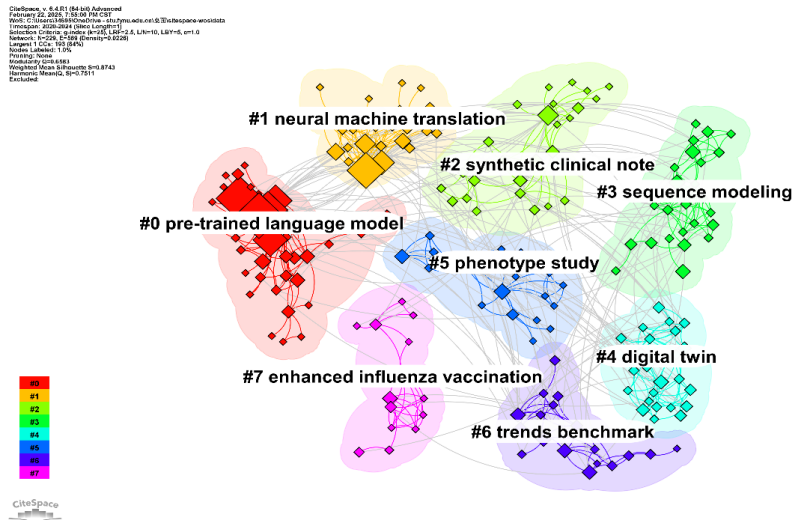 CiteSpace, v. 6.4.R1 (64-bit) Advanced
February 22, 2025, 7:55:00 PM CST
Timespan: 2020-2024 (Slice Length=1)
Selection Criteria: g-index (k=25), LRF=2.5, L/N=10, LBY=5, e=1.0
Network: N=229, E=589 (Density=0.0226)
Largest 1 CCs: 193 (84%)
Nodes Labeled: 1.0%
Pruning: None
Modularity Q=0.6583
Weighted Mean Silhouette S=0.8743
Harmonic Mean(Q, S)=0.7511
Excluded:
#1 neural machine translation
#2 synthetic clinical note
#3 sequence modeling
#0 pre-trained language model
#5 phenotype study
#4 digital twin
#7 enhanced influenza vaccination
#6 trends benchmark
#0
#1
#2
#3
#4
#5
#6
#7
CiteSpace